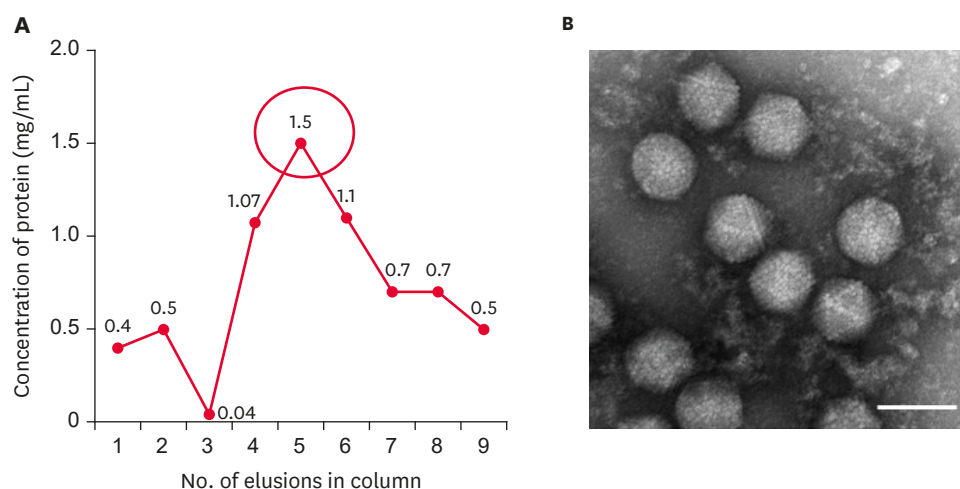 A
Concentration of protein (mg/mL)
2.0
1.5
1.0
0.5
0
0.4
0.5
0.04
1.07
1.5
1.1
0.7
0.7
0.5
1 2 3 4 5 6 7 8 9
No. of elusions in column
B